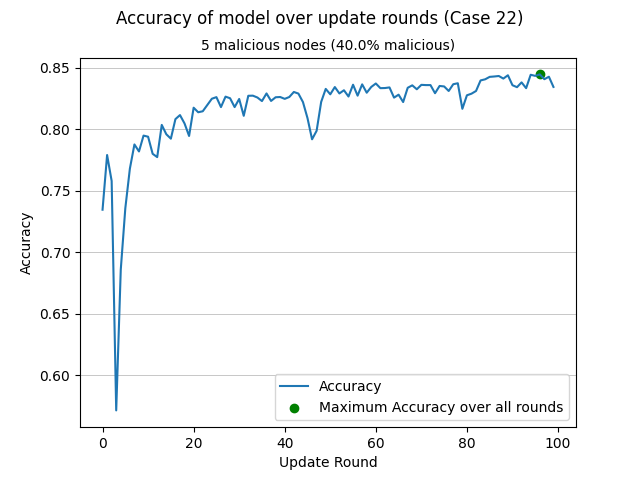 Accuracy of model over update rounds (Case 22)
5 malicious nodes (40.0% malicious)
0.85
0.80
0.75
0.70
0.65
0.60
Accuracy
Accuracy
Maximum Accuracy over all rounds
0 20 40 60 80 100
Update Round